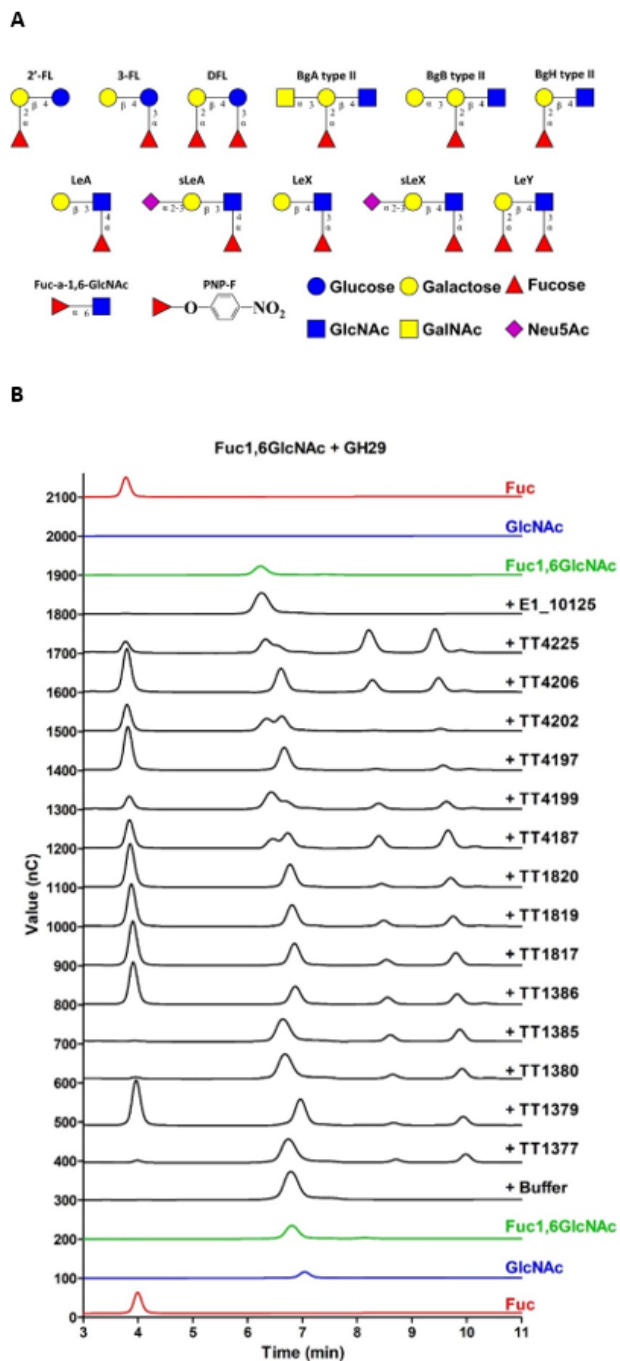 A
2'-FL 3-FL DFL BgA type II BgB type II BgH type II
β 4 β 4 β 4 α 3 β 4 α 3 β 4 β 4
2 α 3 α 2 α 3 α 2 α 2 α 2 α
LeA sLeA LeX sLeX LeY
β 3 α 2-3 β 3 β 4 α 2-3 β 4 β 4
4 α 4 α 3 α 3 α 2 α 3 α
Fuc-a-1,6-GlcNAc PNP-F Glucose Galactose Fucose
α 6 O NO2
GlcNAc GalNAc Neu5Ac
B
Fuc1,6GlcNAc + GH29
Fuc
2100
GlcNAc
2000
Fuc1,6GlcNAc
1900
+ E1_10125
1800
+ TT4225
1700
+ TT4206
1600
+ TT4202
1500
+ TT4197
1400
+ TT4199
1300
+ TT4187
1200
+ TT1820
1100
+ TT1819
1000
+ TT1817
900
+ TT1386
800
+ TT1385
700
+ TT1380
600
+ TT1379
500
+ TT1377
400
+ Buffer
300
Fuc1,6GlcNAc
200
GlcNAc
100
Fuc
0
Value (nC)
3 4 5 6 7 8 9 10 11
Time (min)